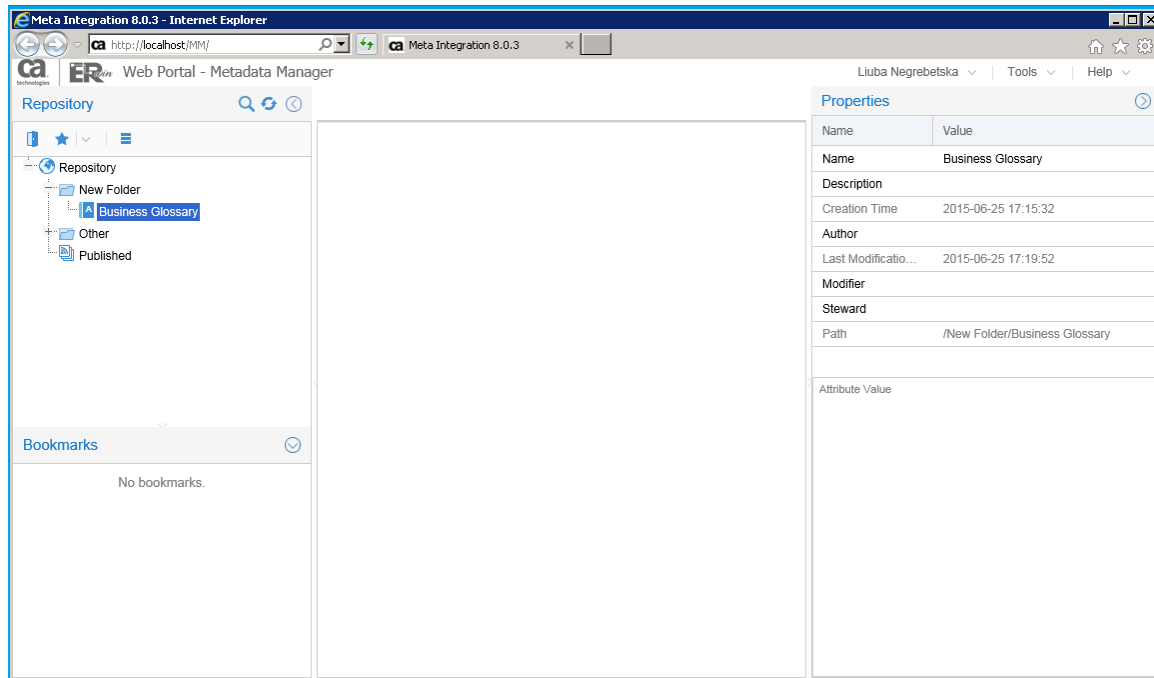 Meta Integration 8.0.3 - Internet Explorer
ca http://localhost/MM/ ca Meta Integration 8.0.3
ca technologies ERwin Web Portal - Metadata Manager Liuba Negrebetska Tools Help
Repository
Repository
New Folder
A Business Glossary
Other
Published
Bookmarks
No bookmarks.
Properties
Name Value
Name Business Glossary
Description
Creation Time 2015-06-25 17:15:32
Author
Last Modificatio... 2015-06-25 17:19:52
Modifier
Steward
Path /New Folder/Business Glossary
Attribute Value